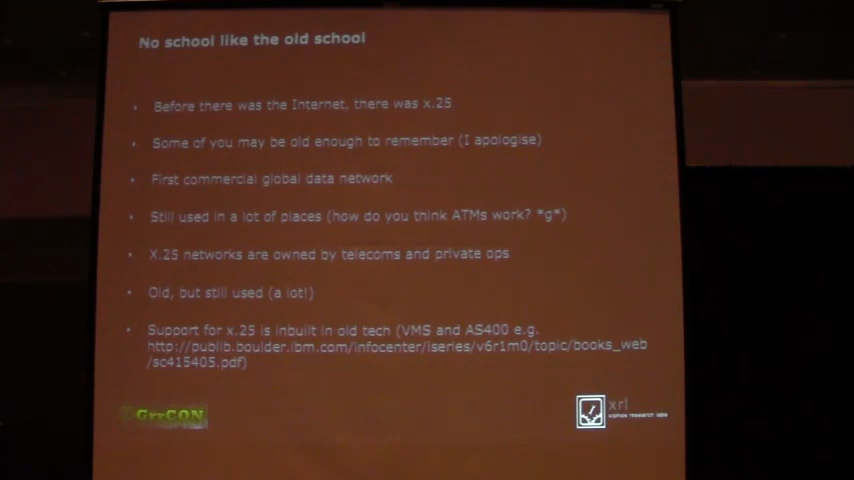 No school like the old school
• Before there was the Internet, there was x.25
• Some of you may be old enough to remember (I apologise)
• First commercial global data network
• Still used in a lot of places (how do you think ATMs work? *g*)
• X.25 networks are owned by telecoms and private ops
• Old, but still used (a lot!)
• Support for x.25 is inbuilt in old tech (VMS and AS400 e.g.
http://publib.boulder.ibm.com/infocenter/iseries/v6r1m0/topic/books_web
/sc415405.pdf)
GrrCON
xrl
xiphos research labs